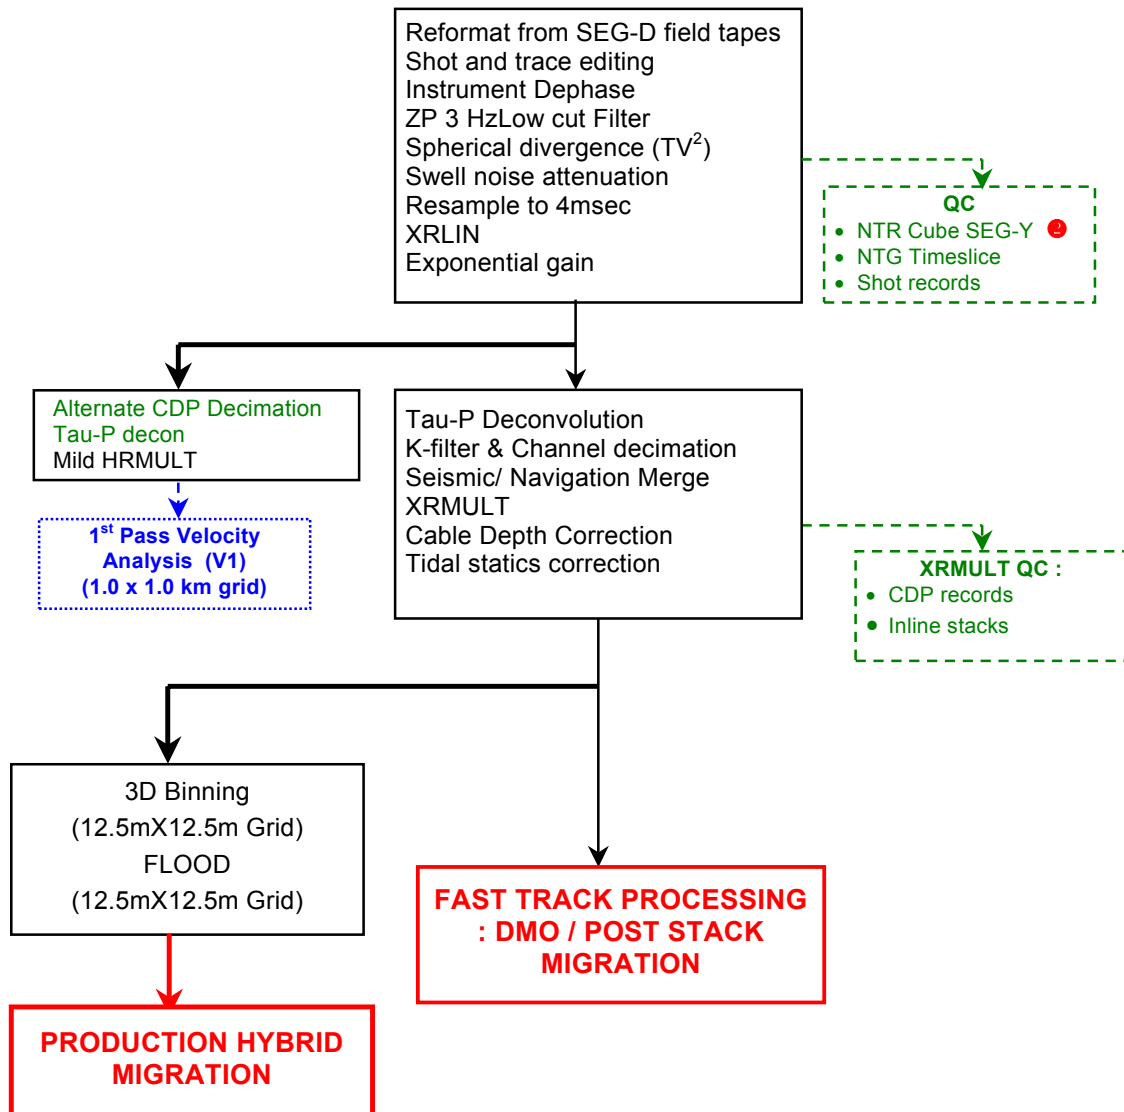 Reformat from SEG-D field tapes
Shot and trace editing
Instrument Dephase
ZP 3 HzLow cut Filter
Spherical divergence (TV²)
Swell noise attenuation
Resample to 4msec
XRLIN
Exponential gain
QC
• NTR Cube SEG-Y ❷
• NTG Timeslice
• Shot records
Alternate CDP Decimation
Tau-P decon
Mild HRMULT
1st Pass Velocity
Analysis (V1)
(1.0 x 1.0 km grid)
Tau-P Deconvolution
K-filter & Channel decimation
Seismic/ Navigation Merge
XRMULT
Cable Depth Correction
Tidal statics correction
XRMULT QC :
• CDP records
• Inline stacks
3D Binning
(12.5mX12.5m Grid)
FLOOD
(12.5mX12.5m Grid)
FAST TRACK PROCESSING
: DMO / POST STACK
MIGRATION
PRODUCTION HYBRID
MIGRATION